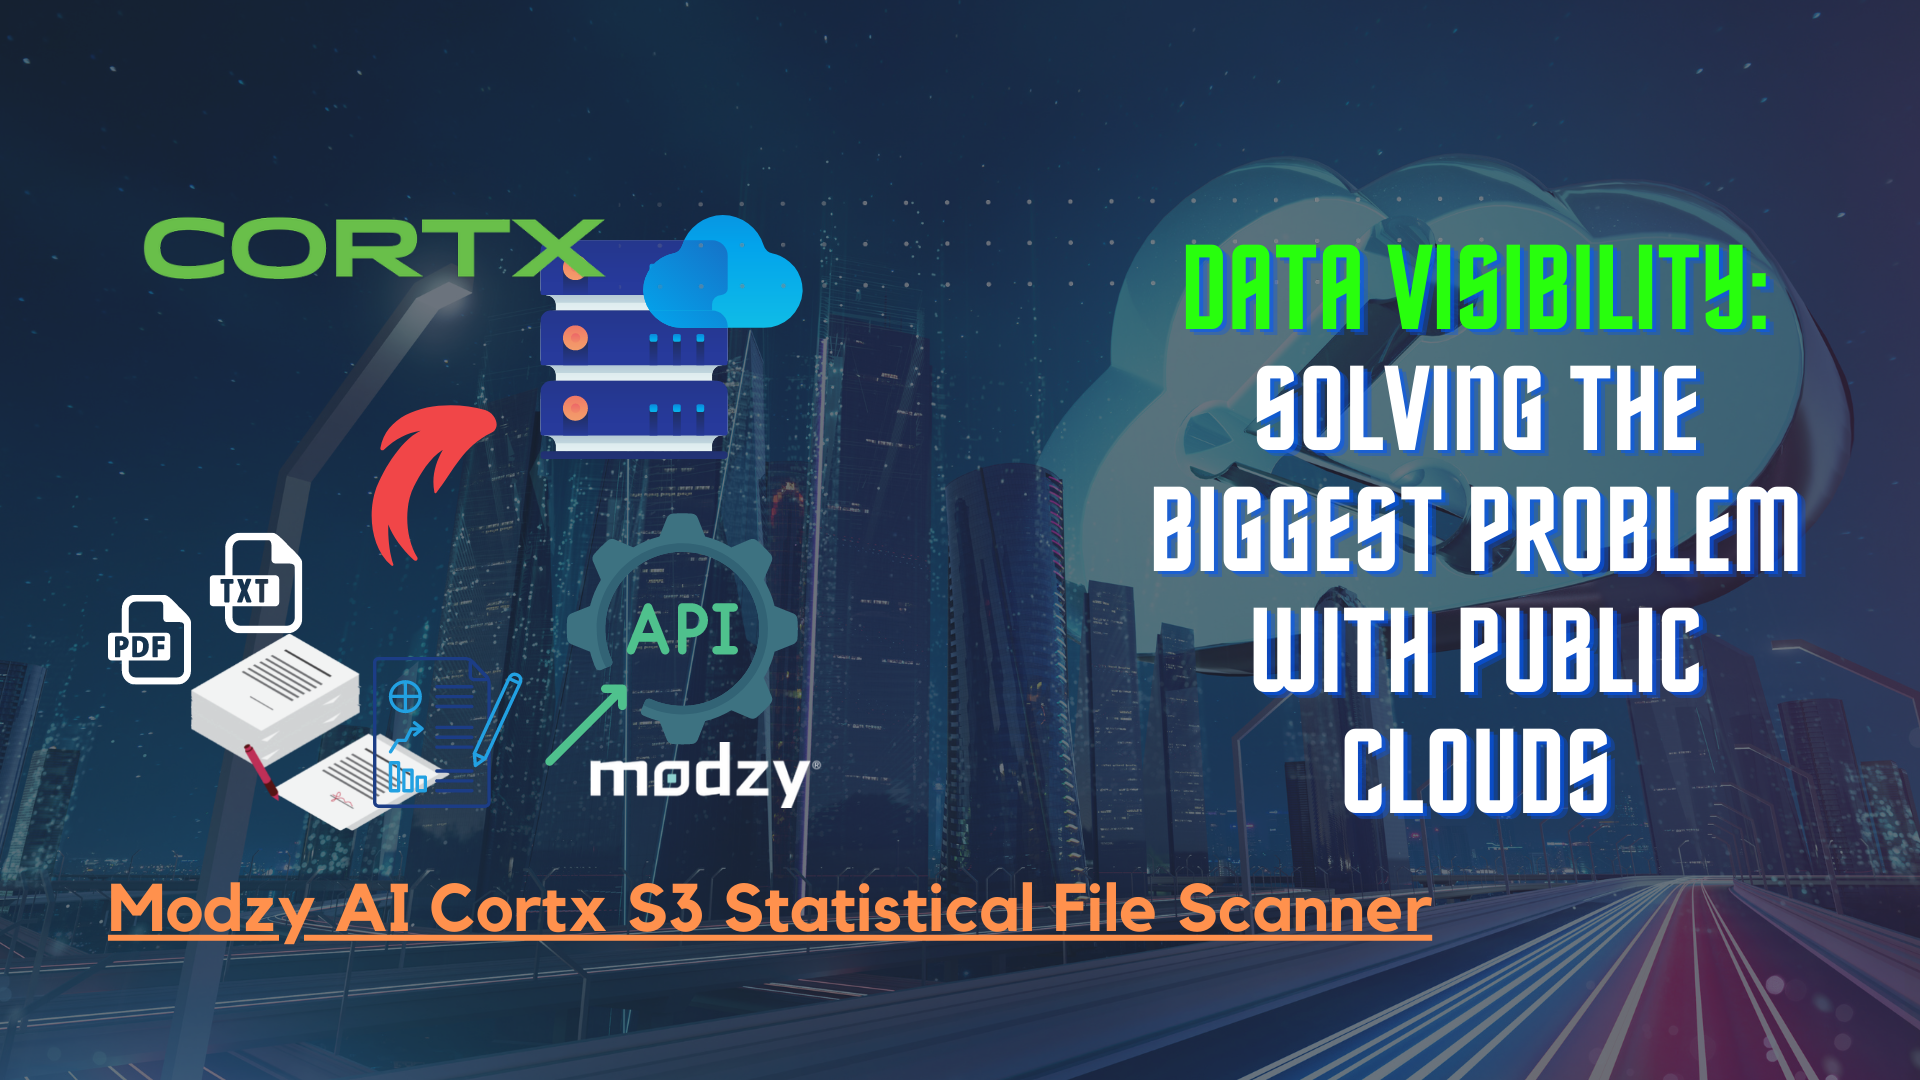 CORTX
DATA VISIBILITY:
SOLVING THE
BIGGEST PROBLEM
WITH PUBLIC
CLOUDS
TXT
PDF
API
modzy®
Modzy AI Cortx S3 Statistical File Scanner